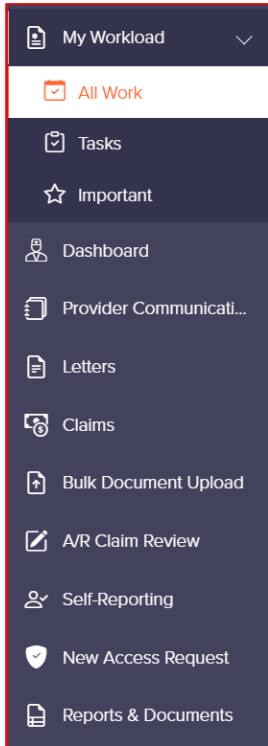 My Workload
All Work
Tasks
Important
Dashboard
Provider Communicati...
Letters
Claims
Bulk Document Upload
A/R Claim Review
Self-Reporting
New Access Request
Reports & Documents